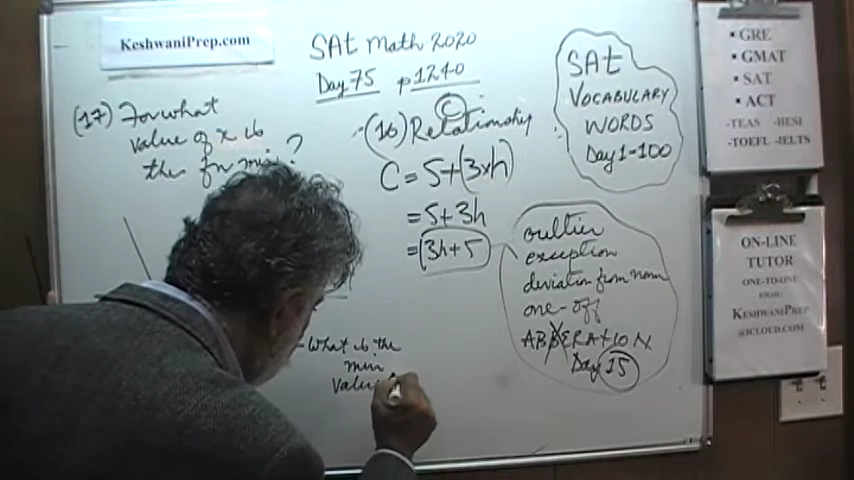 KeshwaniPrep.com
SAt Math 2020
Day 75 p1240
(17) For what
value of x is
the fn min?
(16) Relationship
C
C = 5+(3xh)
= 5+3h
= 3h+5
What is the
min
value
SAt
VOCABULARY
WORDS
Day 1-100
outlier
exception
deviation from norm
one-off
ABBERATION
Day 15
▪ GRE
▪ GMAT
▪ SAT
▪ ACT
-TEAS -HESI
-TOEFL -IELTS
ON-LINE
TUTOR
ONE-TO-ONE
EMAIL:
KESHWANIPREP
@ICLOUD.COM